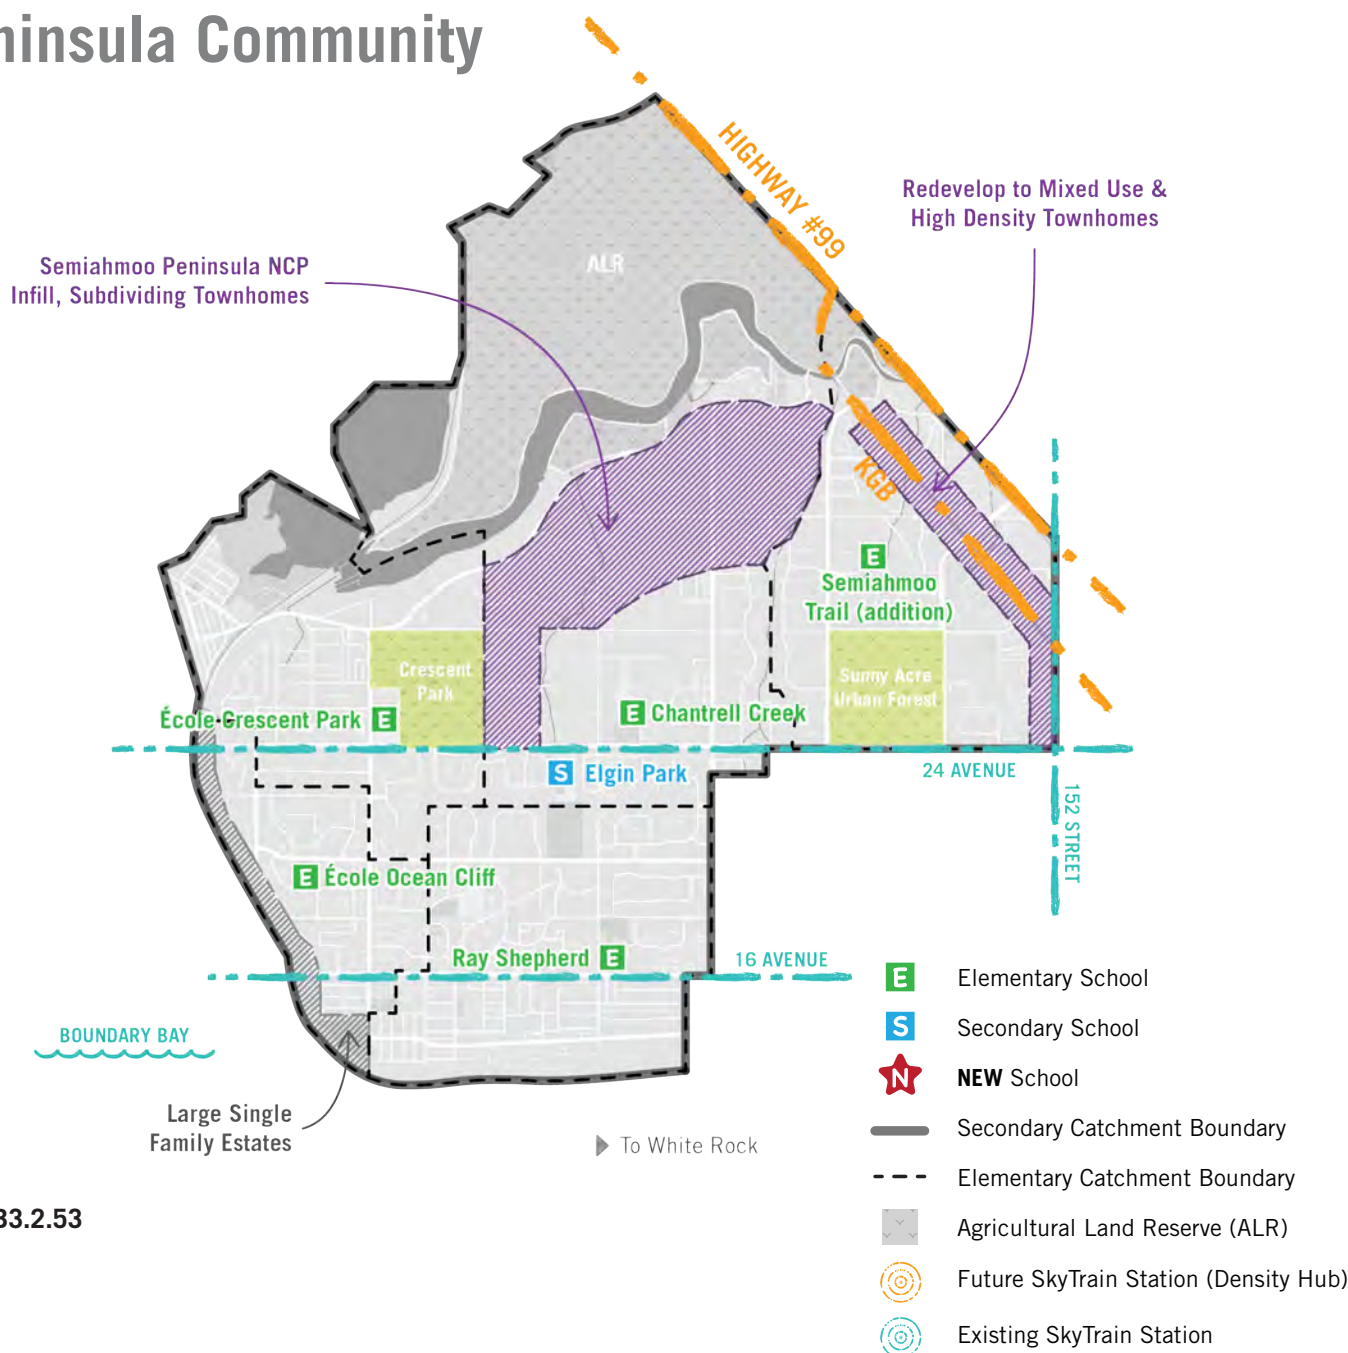 ninsula Community
HIGHWAY #99
Redevelop to Mixed Use &
High Density Townhomes
ALR
Semiahmoo Peninsula NCP
Infill, Subdividing Townhomes
KGB
E
Semiahmoo
Trail (addition)
Crescent
Park
Sunny Acre
Urban Forest
École Crescent Park E
E Chantrell Creek
S Elgin Park
24 AVENUE
152 STREET
E École Ocean Cliff
Ray Shepherd E
16 AVENUE
BOUNDARY BAY
Large Single
Family Estates
To White Rock
33.2.53
E Elementary School
S Secondary School
N NEW School
Secondary Catchment Boundary
Elementary Catchment Boundary
Agricultural Land Reserve (ALR)
Future SkyTrain Station (Density Hub)
Existing SkyTrain Station